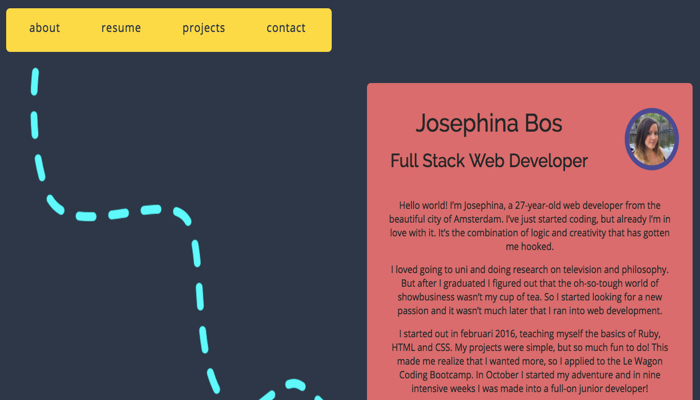 about resume projects contact
Josephina Bos
Full Stack Web Developer
Hello world! I'm Josephina, a 27-year-old web developer from the
beautiful city of Amsterdam. I've just started coding, but already I'm in
love with it. It's the combination of logic and creativity that has gotten
me hooked.
I loved going to uni and doing research on television and philosophy.
But after I graduated I figured out that the oh-so-tough world of
showbusiness wasn't my cup of tea. So I started looking for a new
passion and it wasn't much later that I ran into web development.
I started out in februari 2016, teaching myself the basics of Ruby,
HTML and CSS. My projects were simple, but so much fun to do! This
made me realize that I wanted more, so I applied to the Le Wagon
Coding Bootcamp. In October I started my adventure and in nine
intensive weeks I was made into a full-on junior developer!